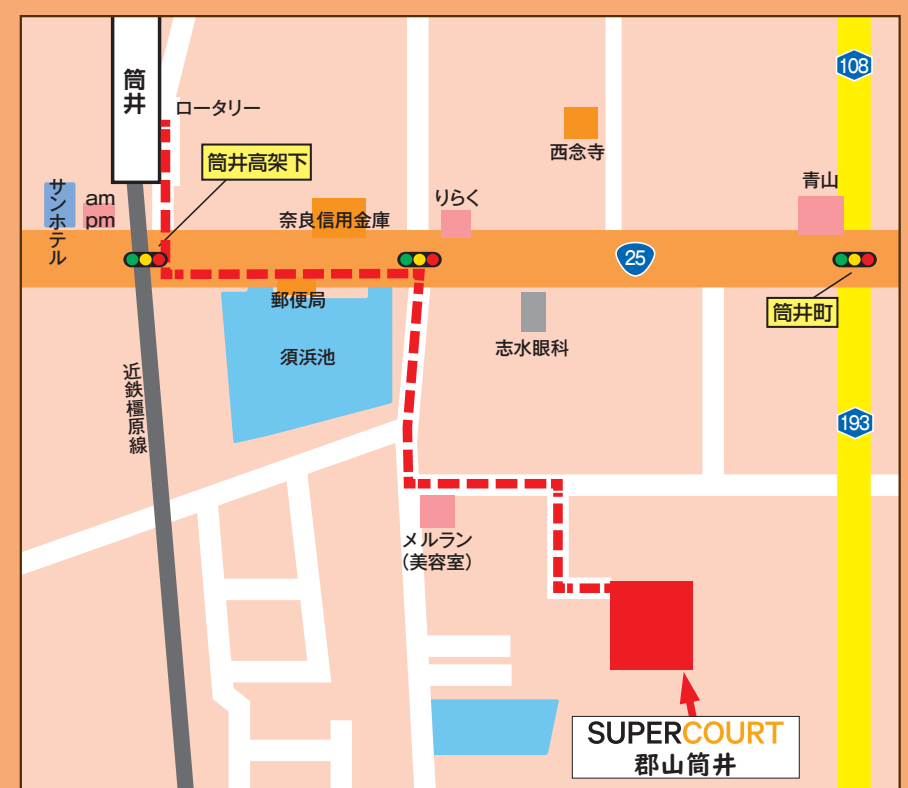 筒井
ロータリー
108
筒井高架下
西念寺
青山
サンホテル
am
pm
奈良信用金庫
りらく
25
郵便局
筒井町
志水眼科
須浜池
近鉄橿原線
193
メルラン
（美容室）
SUPERCOURT
郡山筒井